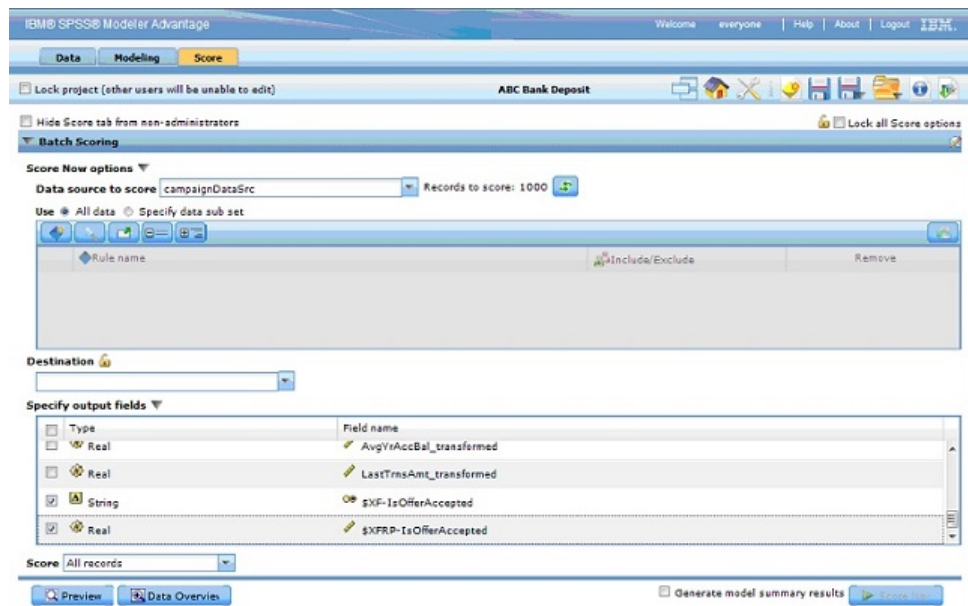 IBM® SPSS® Modeler Advantage
Welcome everyone | Help | About | Logout IBM.
Data Modeling Score
Lock project (other users will be unable to edit) ABC Bank Deposit
Hide Score tab from non-administrators Lock all Score options
Batch Scoring
Score Now options
Data source to score campaignDataSrc Records to score: 1000
Use All data Specify data sub set
Rule name Include/Exclude Remove
Destination
Specify output fields
Type Field name
Real AvgYrAccBal_transformed
Real LastTrnsAmt_transformed
String $XF-IsOfferAccepted
Real $XFRP-IsOfferAccepted
Score All records
Preview Data Overview Generate model summary results Score Now